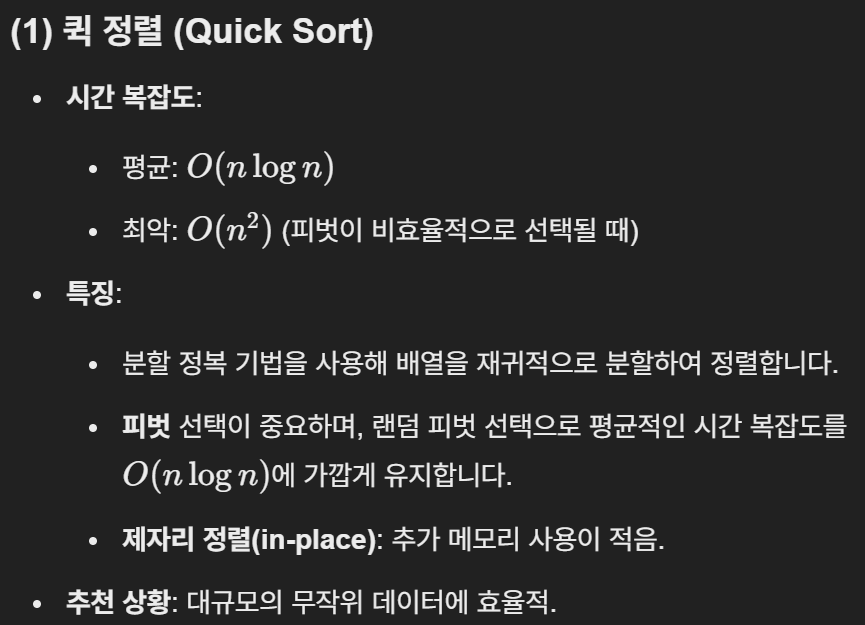 (1) 퀵 정렬 (Quick Sort)
• 시간 복잡도:
• 평균: O(n log n)
• 최악: O(n²) (피벗이 비효율적으로 선택될 때)
• 특징:
• 분할 정복 기법을 사용해 배열을 재귀적으로 분할하여 정렬합니다.
• 피벗 선택이 중요하며, 랜덤 피벗 선택으로 평균적인 시간 복잡도를
O(n log n)에 가깝게 유지합니다.
• 제자리 정렬(in-place): 추가 메모리 사용이 적음.
• 추천 상황: 대규모의 무작위 데이터에 효율적.